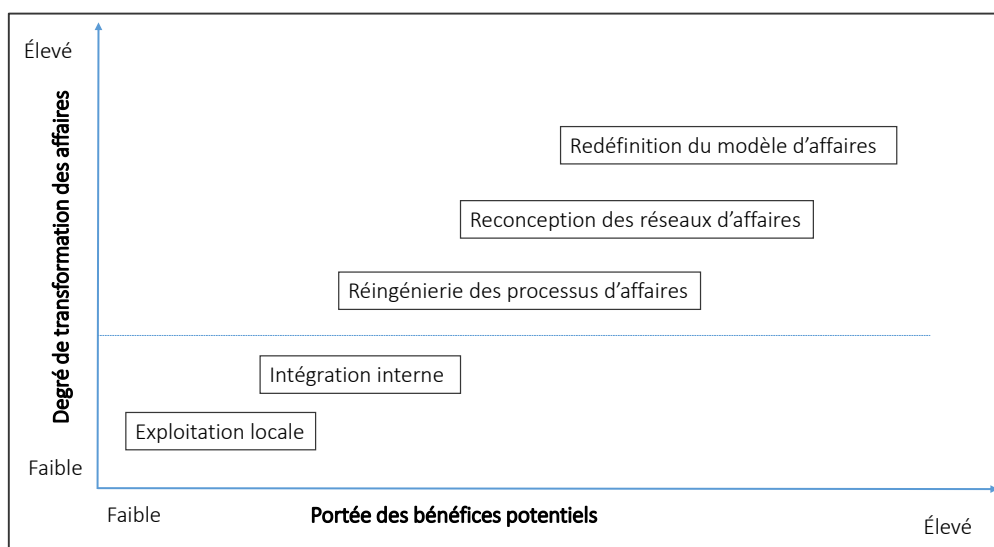 Élevé
Degré de transformation des affaires
Redéfinition du modèle d’affaires
Reconception des réseaux d’affaires
Réingénierie des processus d’affaires
Intégration interne
Exploitation locale
Faible
Faible
Portée des bénéfices potentiels
Élevé